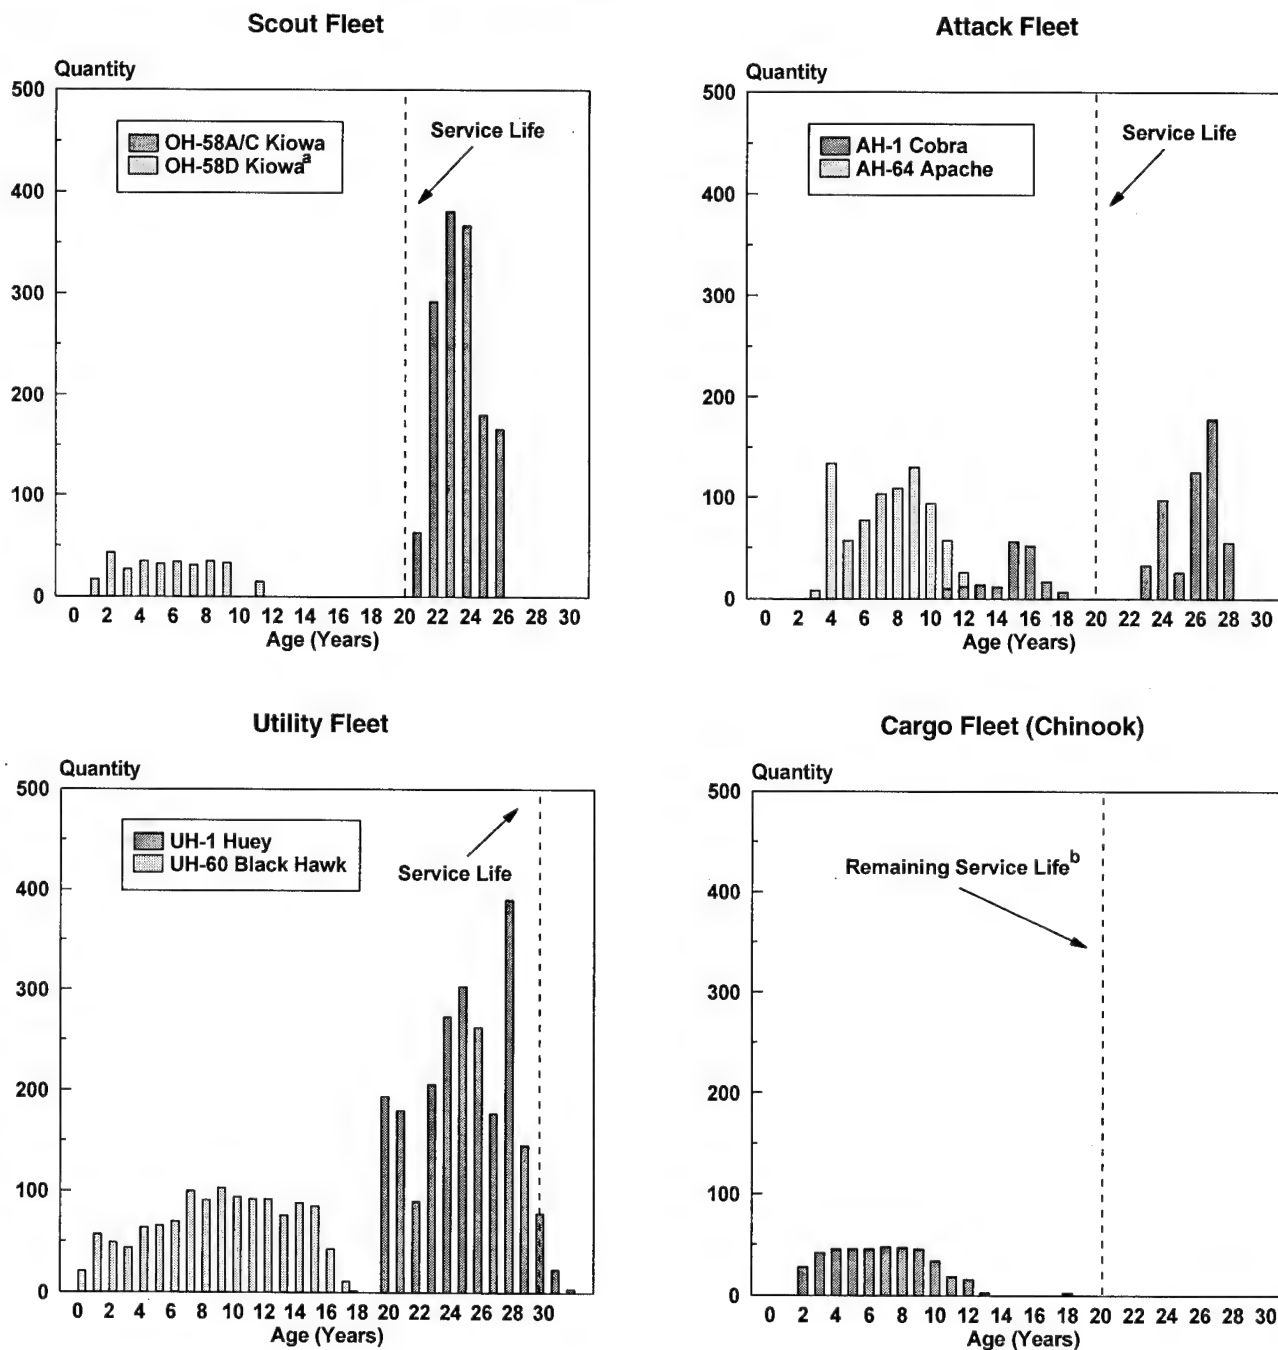 Scout Fleet
Quantity
500
400
300
200
100
0
OH-58A/C Kiowa
OH-58D Kiowa a
Service Life
0 2 4 6 8 10 12 14 16 18 20 22 24 26 28 30
Age (Years)
Attack Fleet
Quantity
500
400
300
200
100
0
AH-1 Cobra
AH-64 Apache
Service Life
0 2 4 6 8 10 12 14 16 18 20 22 24 26 28 30
Age (Years)
Utility Fleet
Quantity
500
400
300
200
100
0
UH-1 Huey
UH-60 Black Hawk
Service Life
0 2 4 6 8 10 12 14 16 18 20 22 24 26 28 30
Age (Years)
Cargo Fleet (Chinook)
Quantity
500
400
300
200
100
0
Remaining Service Life b
0 2 4 6 8 10 12 14 16 18 20 22 24 26 28 30
Age (Years)